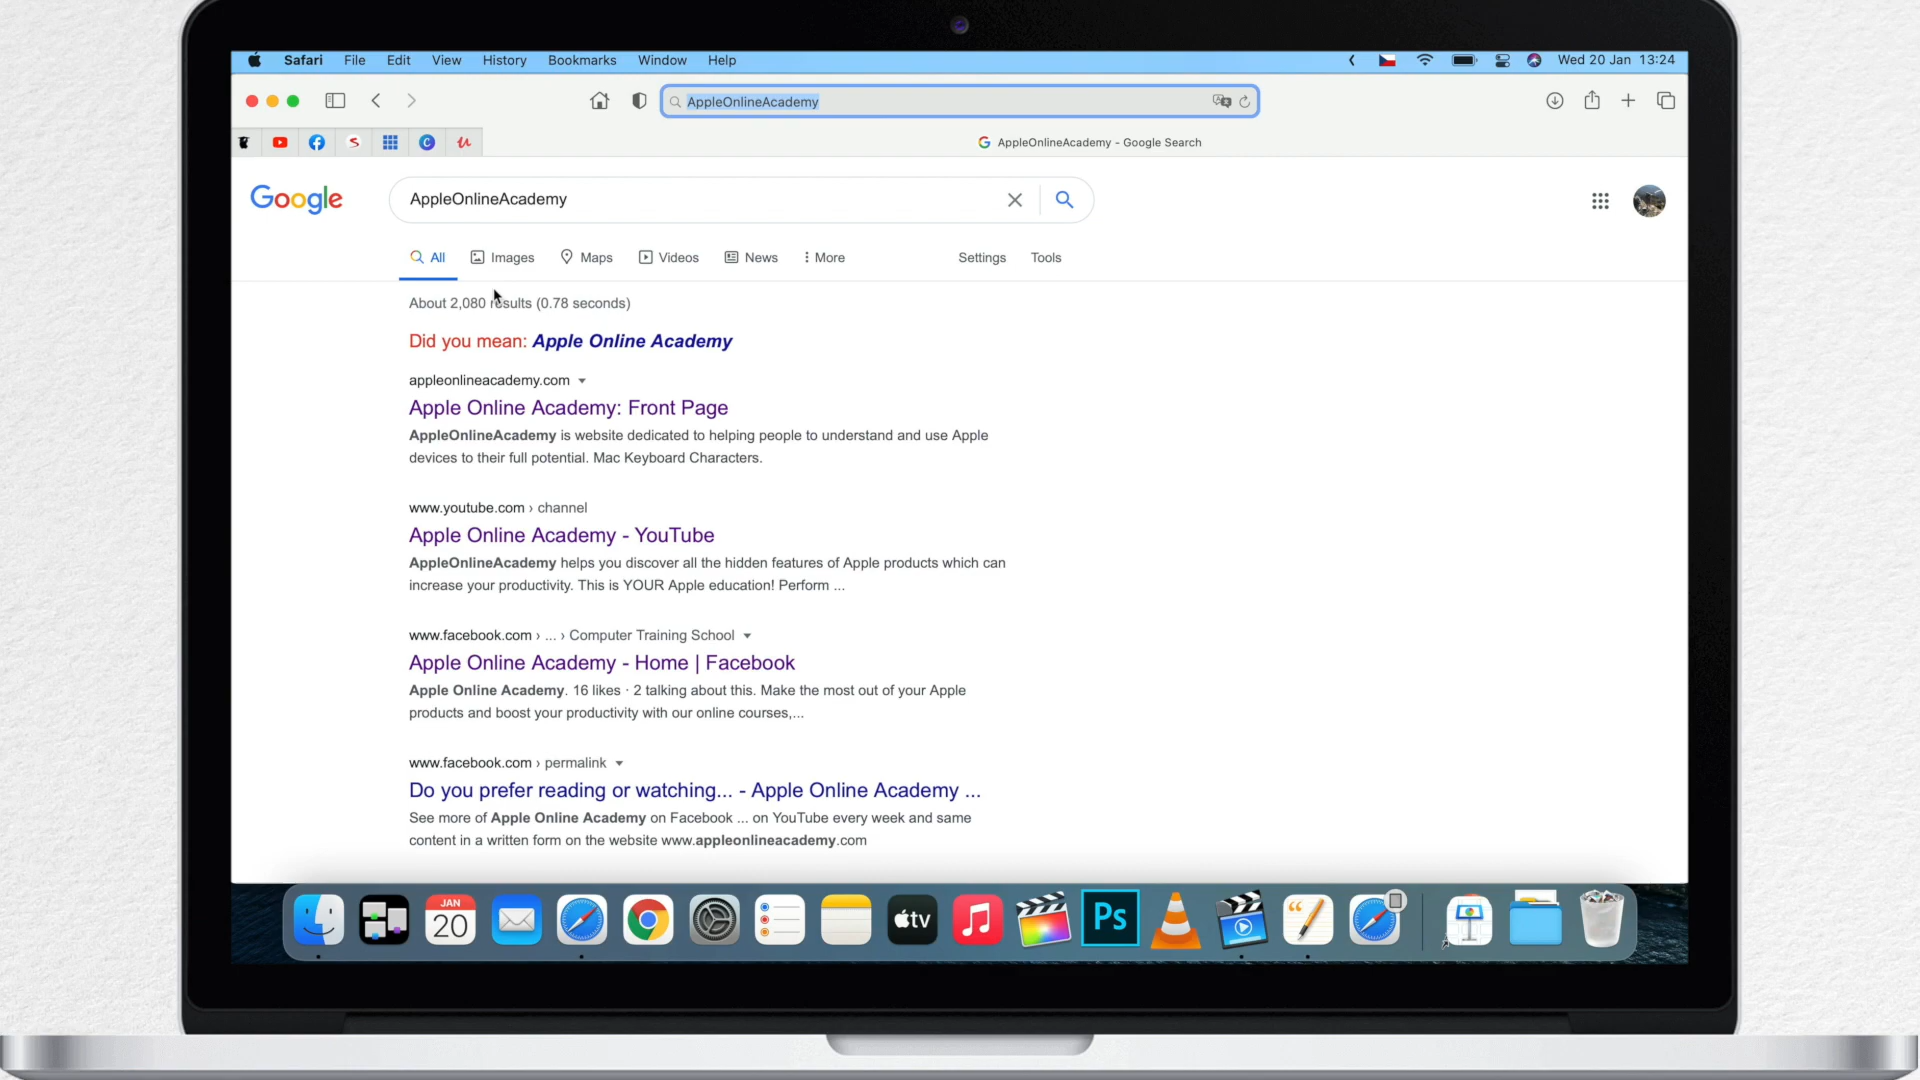 Safari File Edit View History Bookmarks Window Help Wed 20 Jan 13:24
AppleOnlineAcademy
AppleOnlineAcademy - Google Search
Google AppleOnlineAcademy
All Images Maps Videos News More Settings Tools
About 2,080 results (0.78 seconds)
Did you mean: Apple Online Academy
appleonlineacademy.com
Apple Online Academy: Front Page
AppleOnlineAcademy is website dedicated to helping people to understand and use Apple
devices to their full potential. Mac Keyboard Characters.
www.youtube.com › channel
Apple Online Academy - YouTube
AppleOnlineAcademy helps you discover all the hidden features of Apple products which can
increase your productivity. This is YOUR Apple education! Perform ...
www.facebook.com › ... › Computer Training School
Apple Online Academy - Home | Facebook
Apple Online Academy. 16 likes · 2 talking about this. Make the most out of your Apple
products and boost your productivity with our online courses,...
www.facebook.com › permalink
Do you prefer reading or watching... - Apple Online Academy ...
See more of Apple Online Academy on Facebook ... on YouTube every week and same
content in a written form on the website www.appleonlineacademy.com
JAN
20
tv
Ps